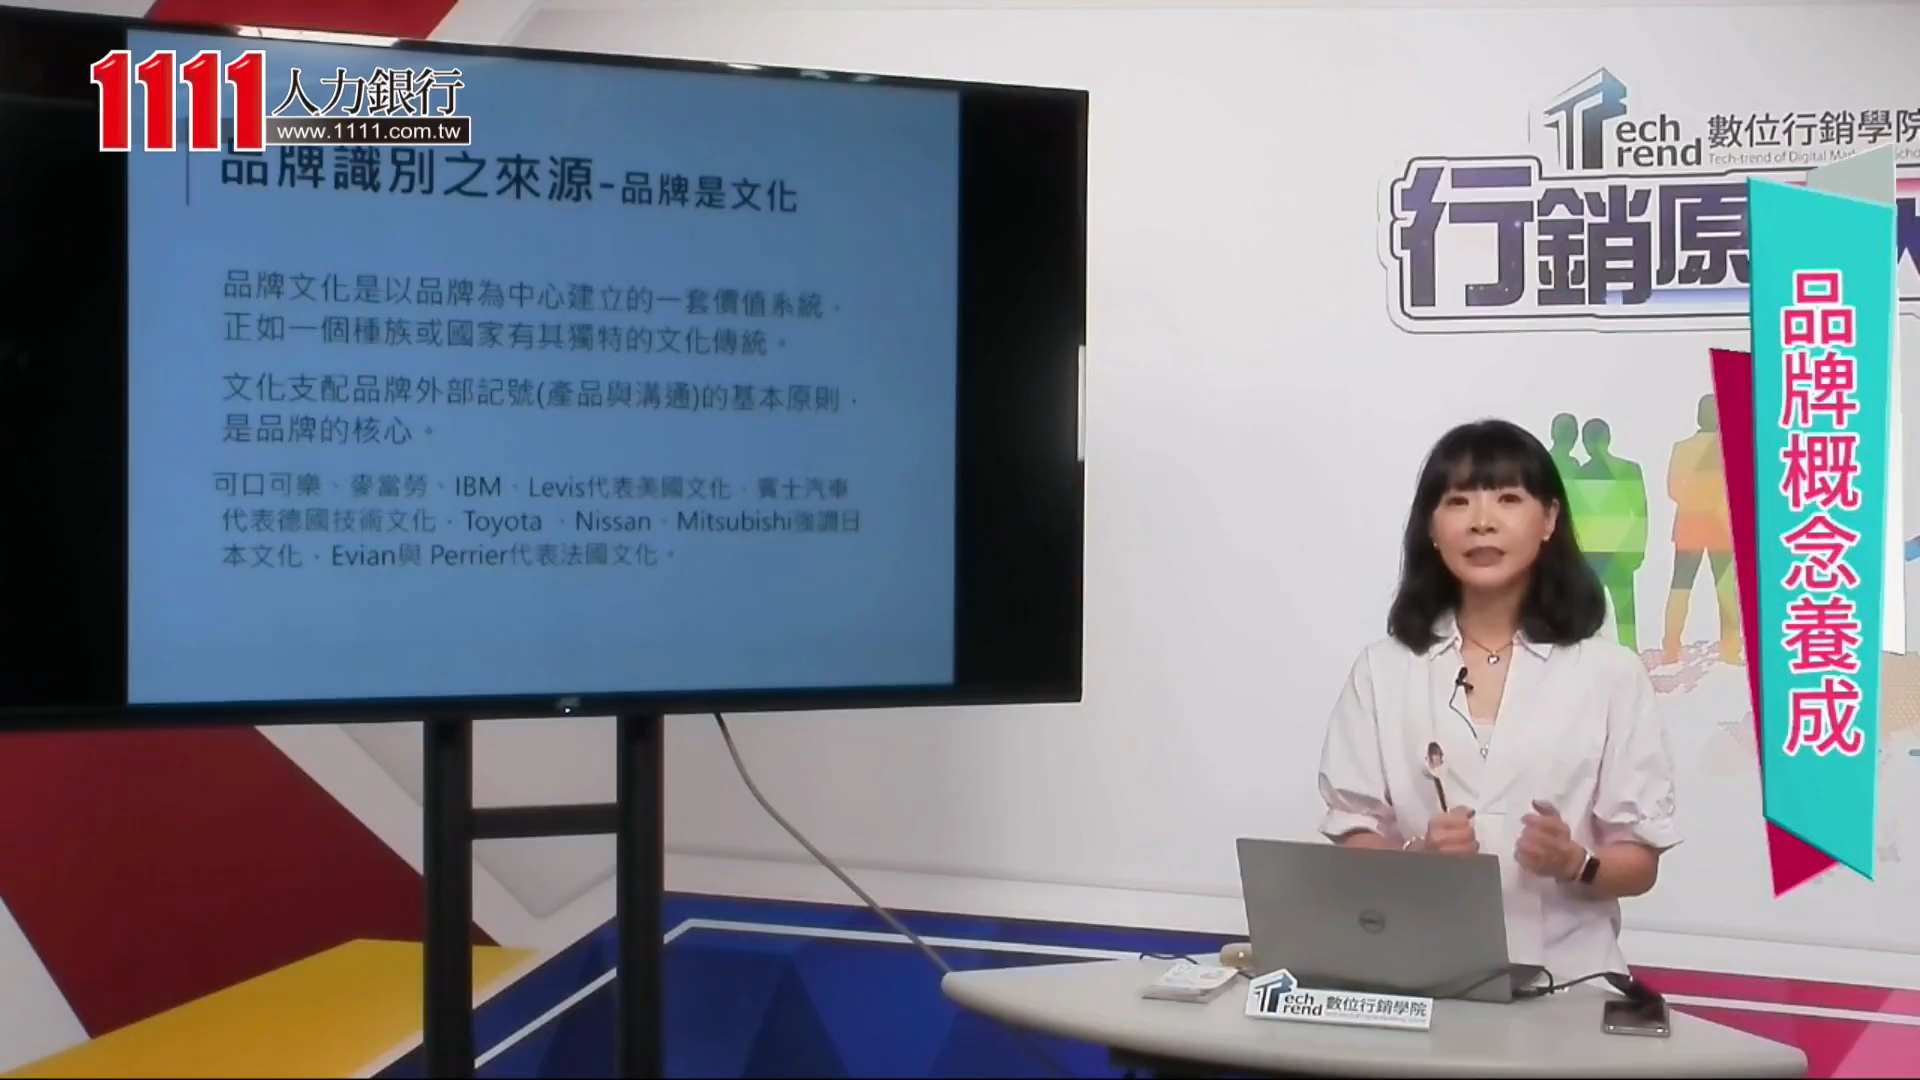 1111人力銀行
www.1111.com.tw
品牌識別之來源-品牌是文化
品牌文化是以品牌為中心建立的一套價值系統，
正如一個種族或國家有其獨特的文化傳統。
文化支配品牌外部記號(產品與溝通)的基本原則，
是品牌的核心。
可口可樂、麥當勞、IBM、Levis代表美國文化，賓士汽車
代表德國技術文化，Toyota、Nissan、Mitsubishi強調日
本文化，Evian與 Perrier代表法國文化。
Tech Trend 數位行銷學院
Tech-trend of Digital
行銷原
品牌概念養成
DELL
Tech Trend 數位行銷學院